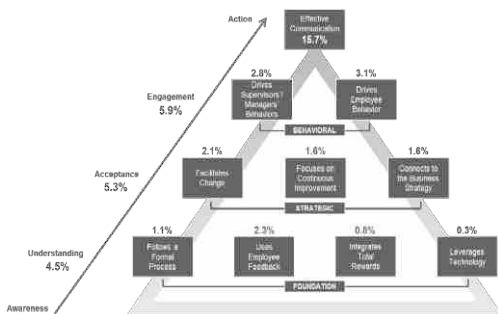 Action
Effective
Communication
15.7%
Engagement
5.9%
2.8%
Drives
Supervisors'/
Managers'
Behaviors
3.1%
Drives
Employee
Behavior
BEHAVIORAL
Acceptance
5.3%
2.1%
Facilitates
Change
1.6%
Focuses on
Continuous
Improvement
1.6%
Connects to
the Business
Strategy
STRATEGIC
Understanding
4.5%
1.1%
Follows a
Formal
Process
2.3%
Uses
Employee
Feedback
0.8%
Integrates
Total
Rewards
0.3%
Leverages
Technology
FOUNDATION
Awareness